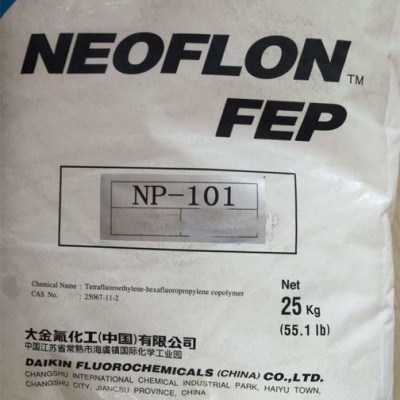 NEOFLON™
FEP
NP-101
Chemical Name : Tetrafluoroethylene-hexafluoropropylene copolymer
CAS No. : 25067-11-2
Net
25 Kg
(55.1 lb)
大金氟化工(中国)有限公司
中国江苏省常熟市海虞镇国际化学工业园
DAIKIN FLUOROCHEMICALS (CHINA) CO.,LTD.
CHANGSHU INTERNATIONAL CHEMICAL INDUSTRIAL PARK, HAIYU TOWN,
CHANGSHU CITY, JIANGSU PROVINCE, CHINA